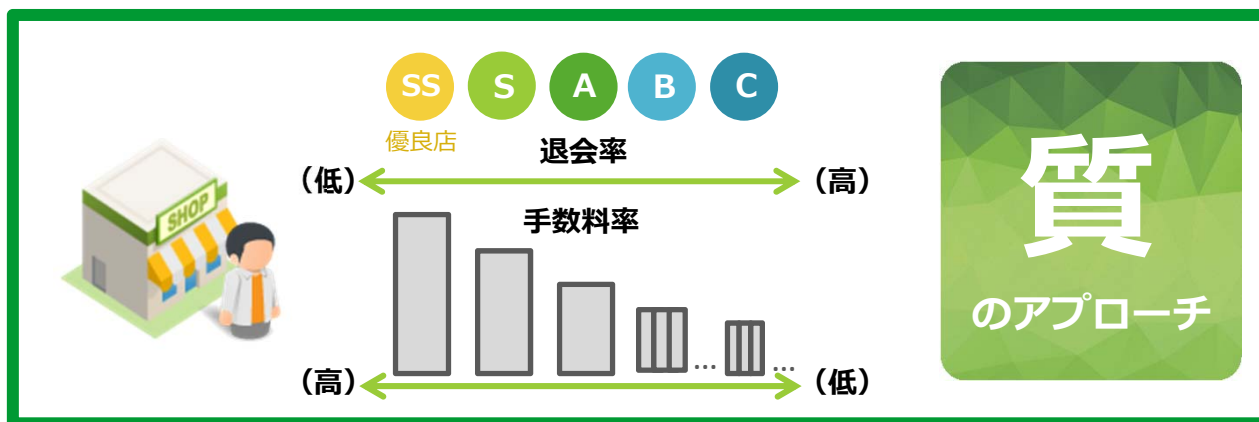 SS S A B C
優良店
退会率
（低） （高）
SHOP
手数料率
... ...
（高） （低）
質
のアプローチ